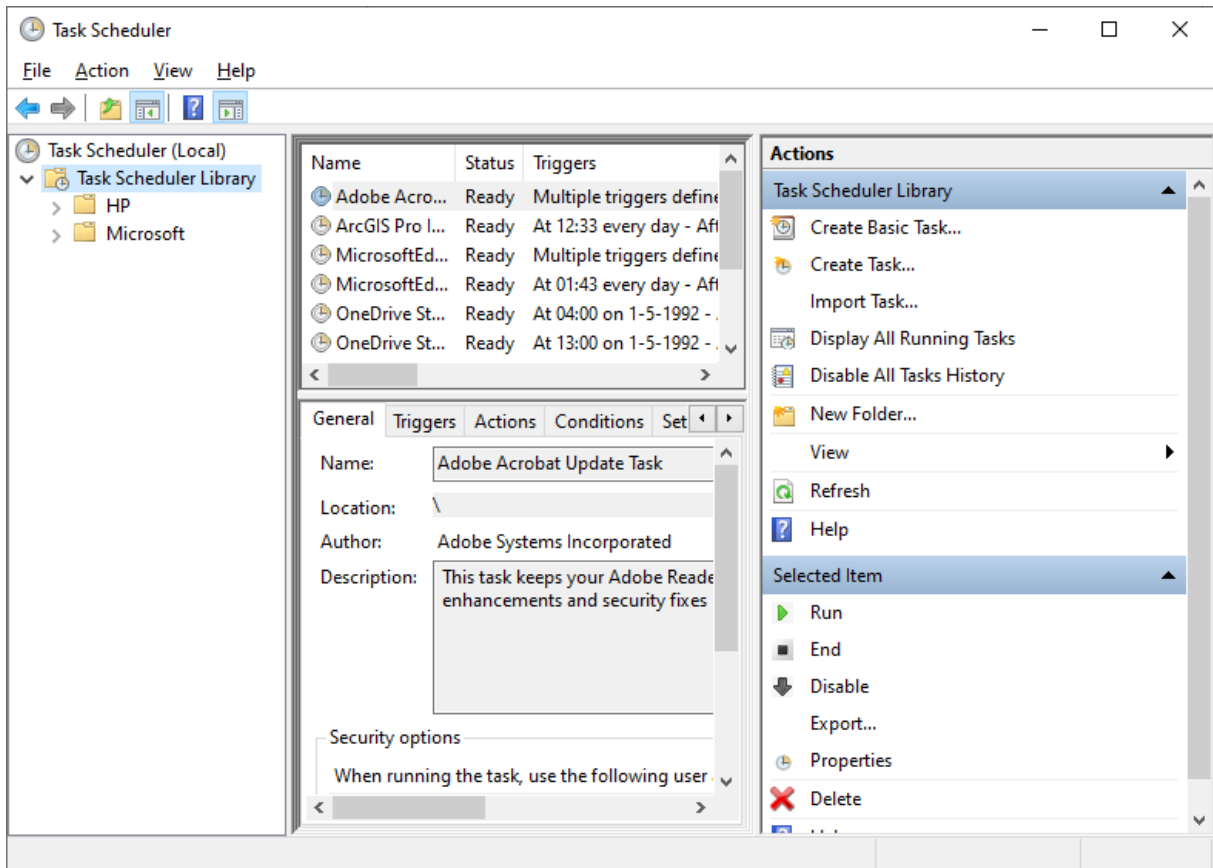 Task Scheduler
File Action View Help
Task Scheduler (Local)
Task Scheduler Library
HP
Microsoft
Name Status Triggers
Adobe Acro... Ready Multiple triggers define
ArcGIS Pro I... Ready At 12:33 every day - Aft
MicrosoftEd... Ready Multiple triggers define
MicrosoftEd... Ready At 01:43 every day - Aft
OneDrive St... Ready At 04:00 on 1-5-1992 - .
OneDrive St... Ready At 13:00 on 1-5-1992 - .
General Triggers Actions Conditions Set
Name: Adobe Acrobat Update Task
Location: \
Author: Adobe Systems Incorporated
Description: This task keeps your Adobe Reade
enhancements and security fixes
Security options
When running the task, use the following user
Actions
Task Scheduler Library
Create Basic Task...
Create Task...
Import Task...
Display All Running Tasks
Disable All Tasks History
New Folder...
View
Refresh
Help
Selected Item
Run
End
Disable
Export...
Properties
Delete